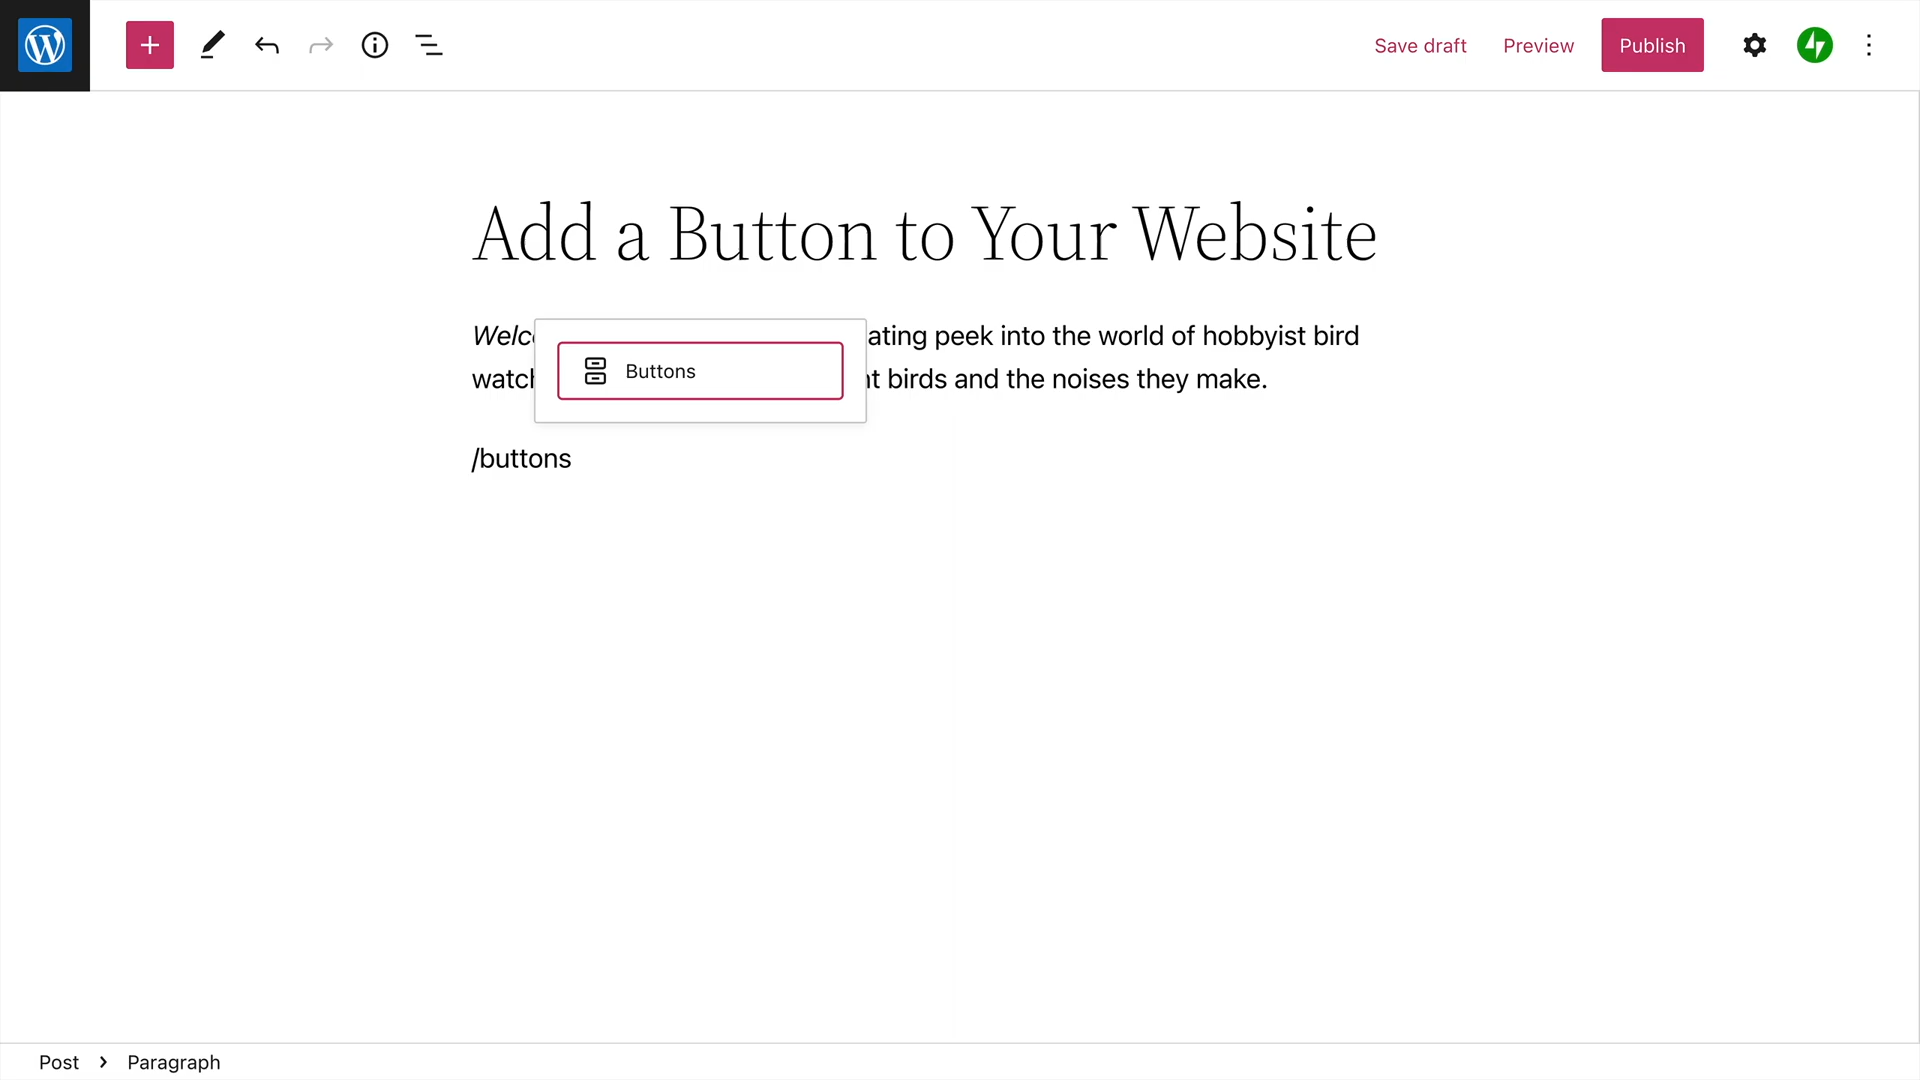 Save draft Preview Publish
Add a Button to Your Website
Welc ating peek into the world of hobbyist bird
Buttons
watch t birds and the noises they make.
/buttons
Post > Paragraph